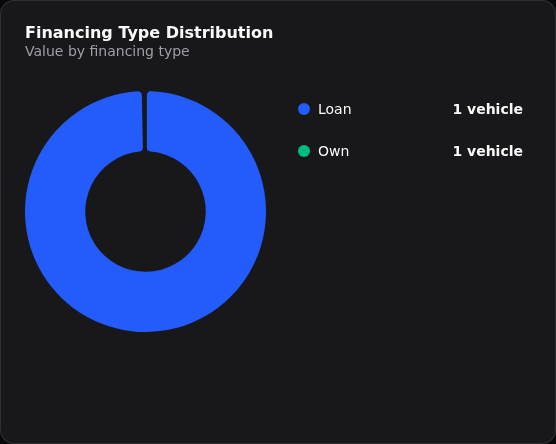 Financing Type Distribution
Value by financing type
Loan 1 vehicle
Own 1 vehicle